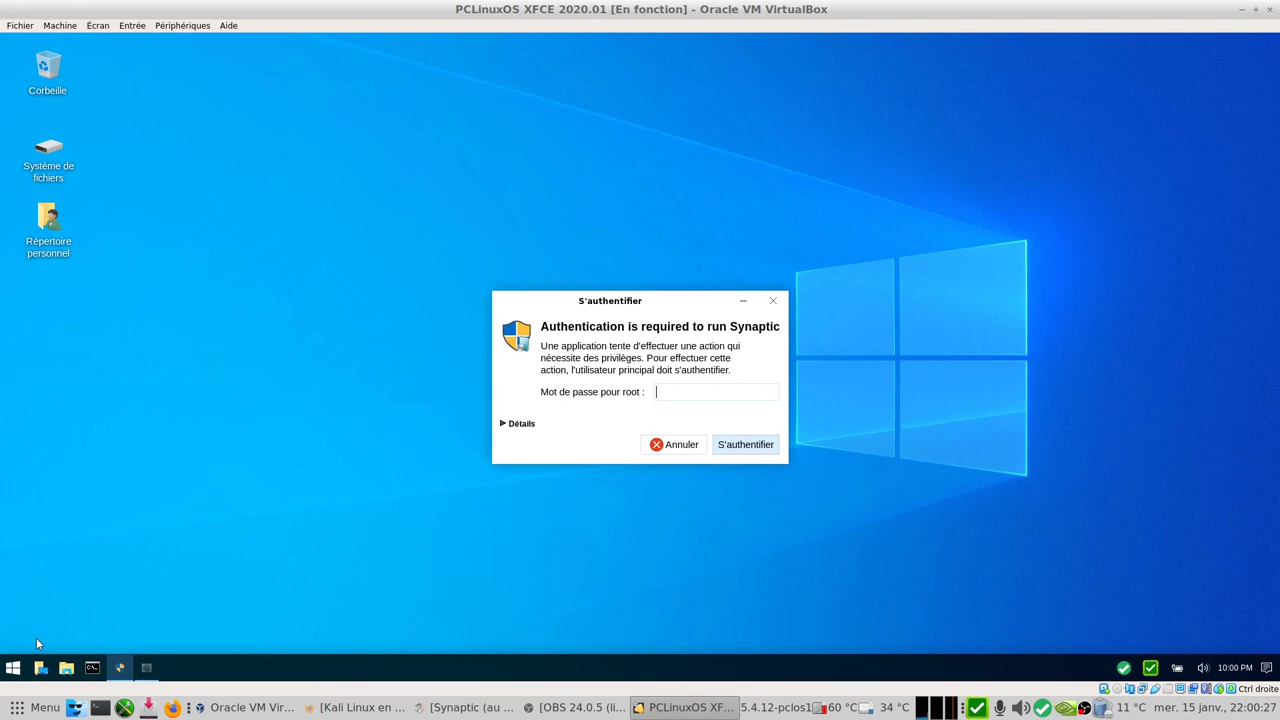 PCLinuxOS XFCE 2020.01 [En fonction] - Oracle VM VirtualBox
Fichier Machine Écran Entrée Périphériques Aide
Corbeille
Système de
fichiers
Répertoire
personnel
S'authentifier
Authentication is required to run Synaptic
Une application tente d'effectuer une action qui
nécessite des privilèges. Pour effectuer cette
action, l'utilisateur principal doit s'authentifier.
Mot de passe pour root :
Détails
Annuler S'authentifier
10:00 PM
Ctrl droite
Menu Oracle VM Vir... [Kali Linux en ... [Synaptic (au ... [OBS 24.0.5 (li... PCLinuxOS XF... 5.4.12-pclos1 60 °C 34 °C 11 °C mer. 15 janv., 22:00:27